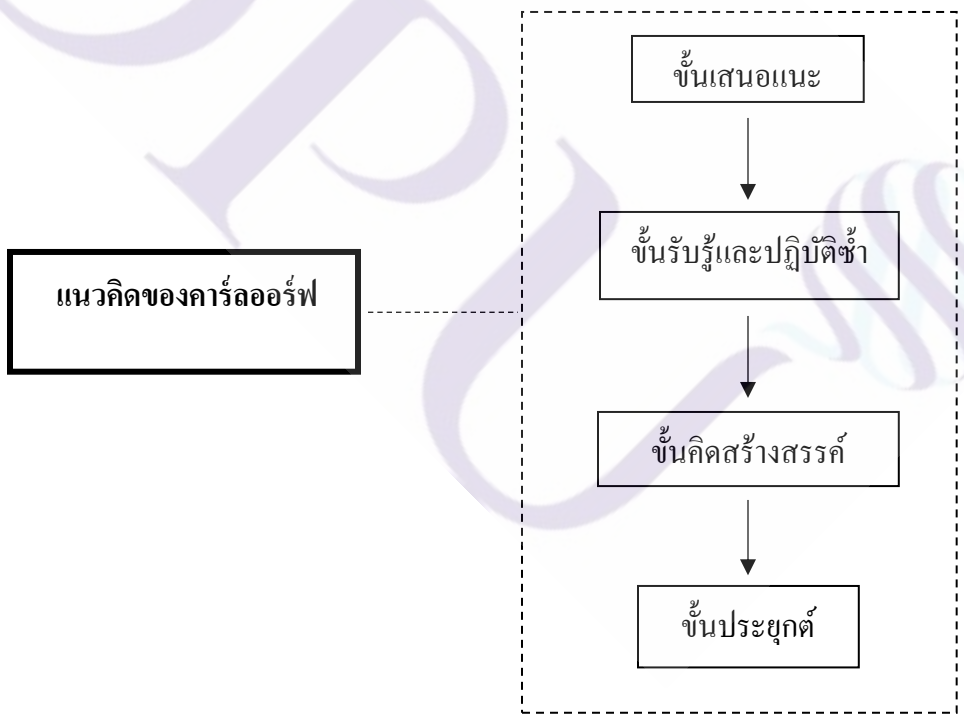 ขั้นเสนอแนะ
ขั้นรับรู้และปฏิบัติซ้ำ
แนวคิดของคาร์ลออร์ฟ
ขั้นคิดสร้างสรรค์
ขั้นประยุกต์
DPU